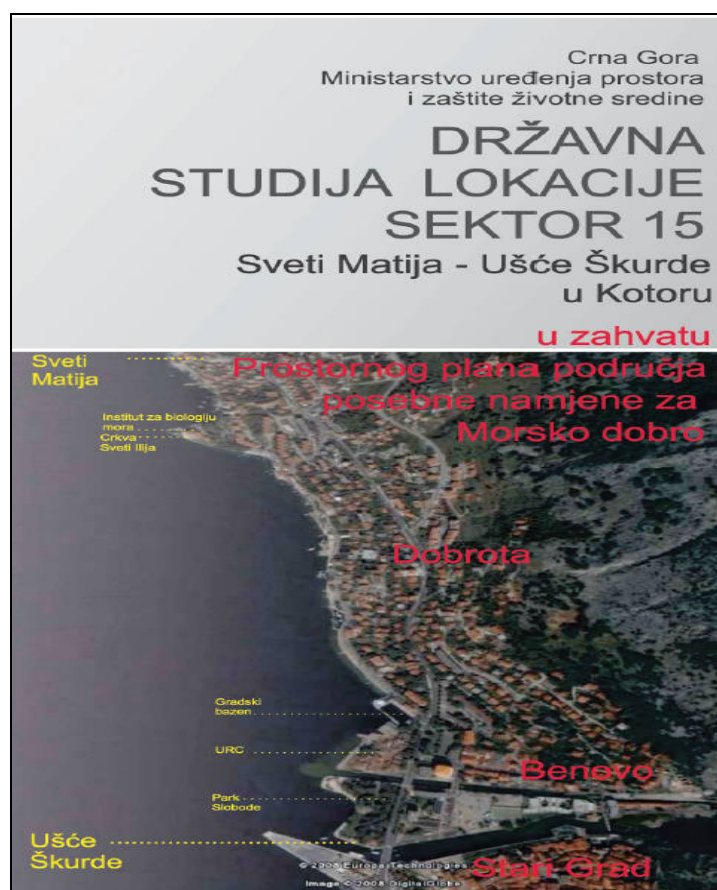 Crna Gora
Ministarstvo uređenja prostora
i zaštite životne sredine
DRŽAVNA
STUDIJA LOKACIJE
SEKTOR 15
Sveti Matija - Ušće Škurde
u Kotoru
u zahvatu
Prostornog plana područja
posebne namjene za
Morsko dobro
Sveti
Matija
Institut za biologiju
mora
Crkva
Sveti Ilija
Dobrota
Gradski
bazen
URC
Benovo
Park
Slobode
Ušće
Škurde
Stari Grad
© 2008 Europa Technologies
Image © 2008 DigitalGlobe